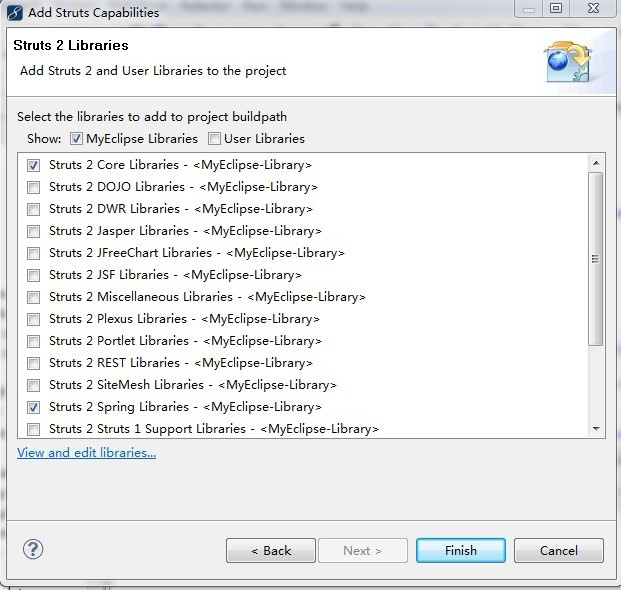 Add Struts Capabilities
Refactor Run Window Help
Struts 2 Libraries
Add Struts 2 and User Libraries to the project
Select the libraries to add to project buildpath
Show: MyEclipse Libraries User Libraries
Struts 2 Core Libraries - <MyEclipse-Library>
Struts 2 DOJO Libraries - <MyEclipse-Library>
Struts 2 DWR Libraries - <MyEclipse-Library>
Struts 2 Jasper Libraries - <MyEclipse-Library>
Struts 2 JFreeChart Libraries - <MyEclipse-Library>
Struts 2 JSF Libraries - <MyEclipse-Library>
Struts 2 Miscellaneous Libraries - <MyEclipse-Library>
Struts 2 Plexus Libraries - <MyEclipse-Library>
Struts 2 Portlet Libraries - <MyEclipse-Library>
Struts 2 REST Libraries - <MyEclipse-Library>
Struts 2 SiteMesh Libraries - <MyEclipse-Library>
Struts 2 Spring Libraries - <MyEclipse-Library>
Struts 2 Struts 1 Support Libraries - <MyEclipse-Library>
View and edit libraries...
? < Back Next > Finish Cancel